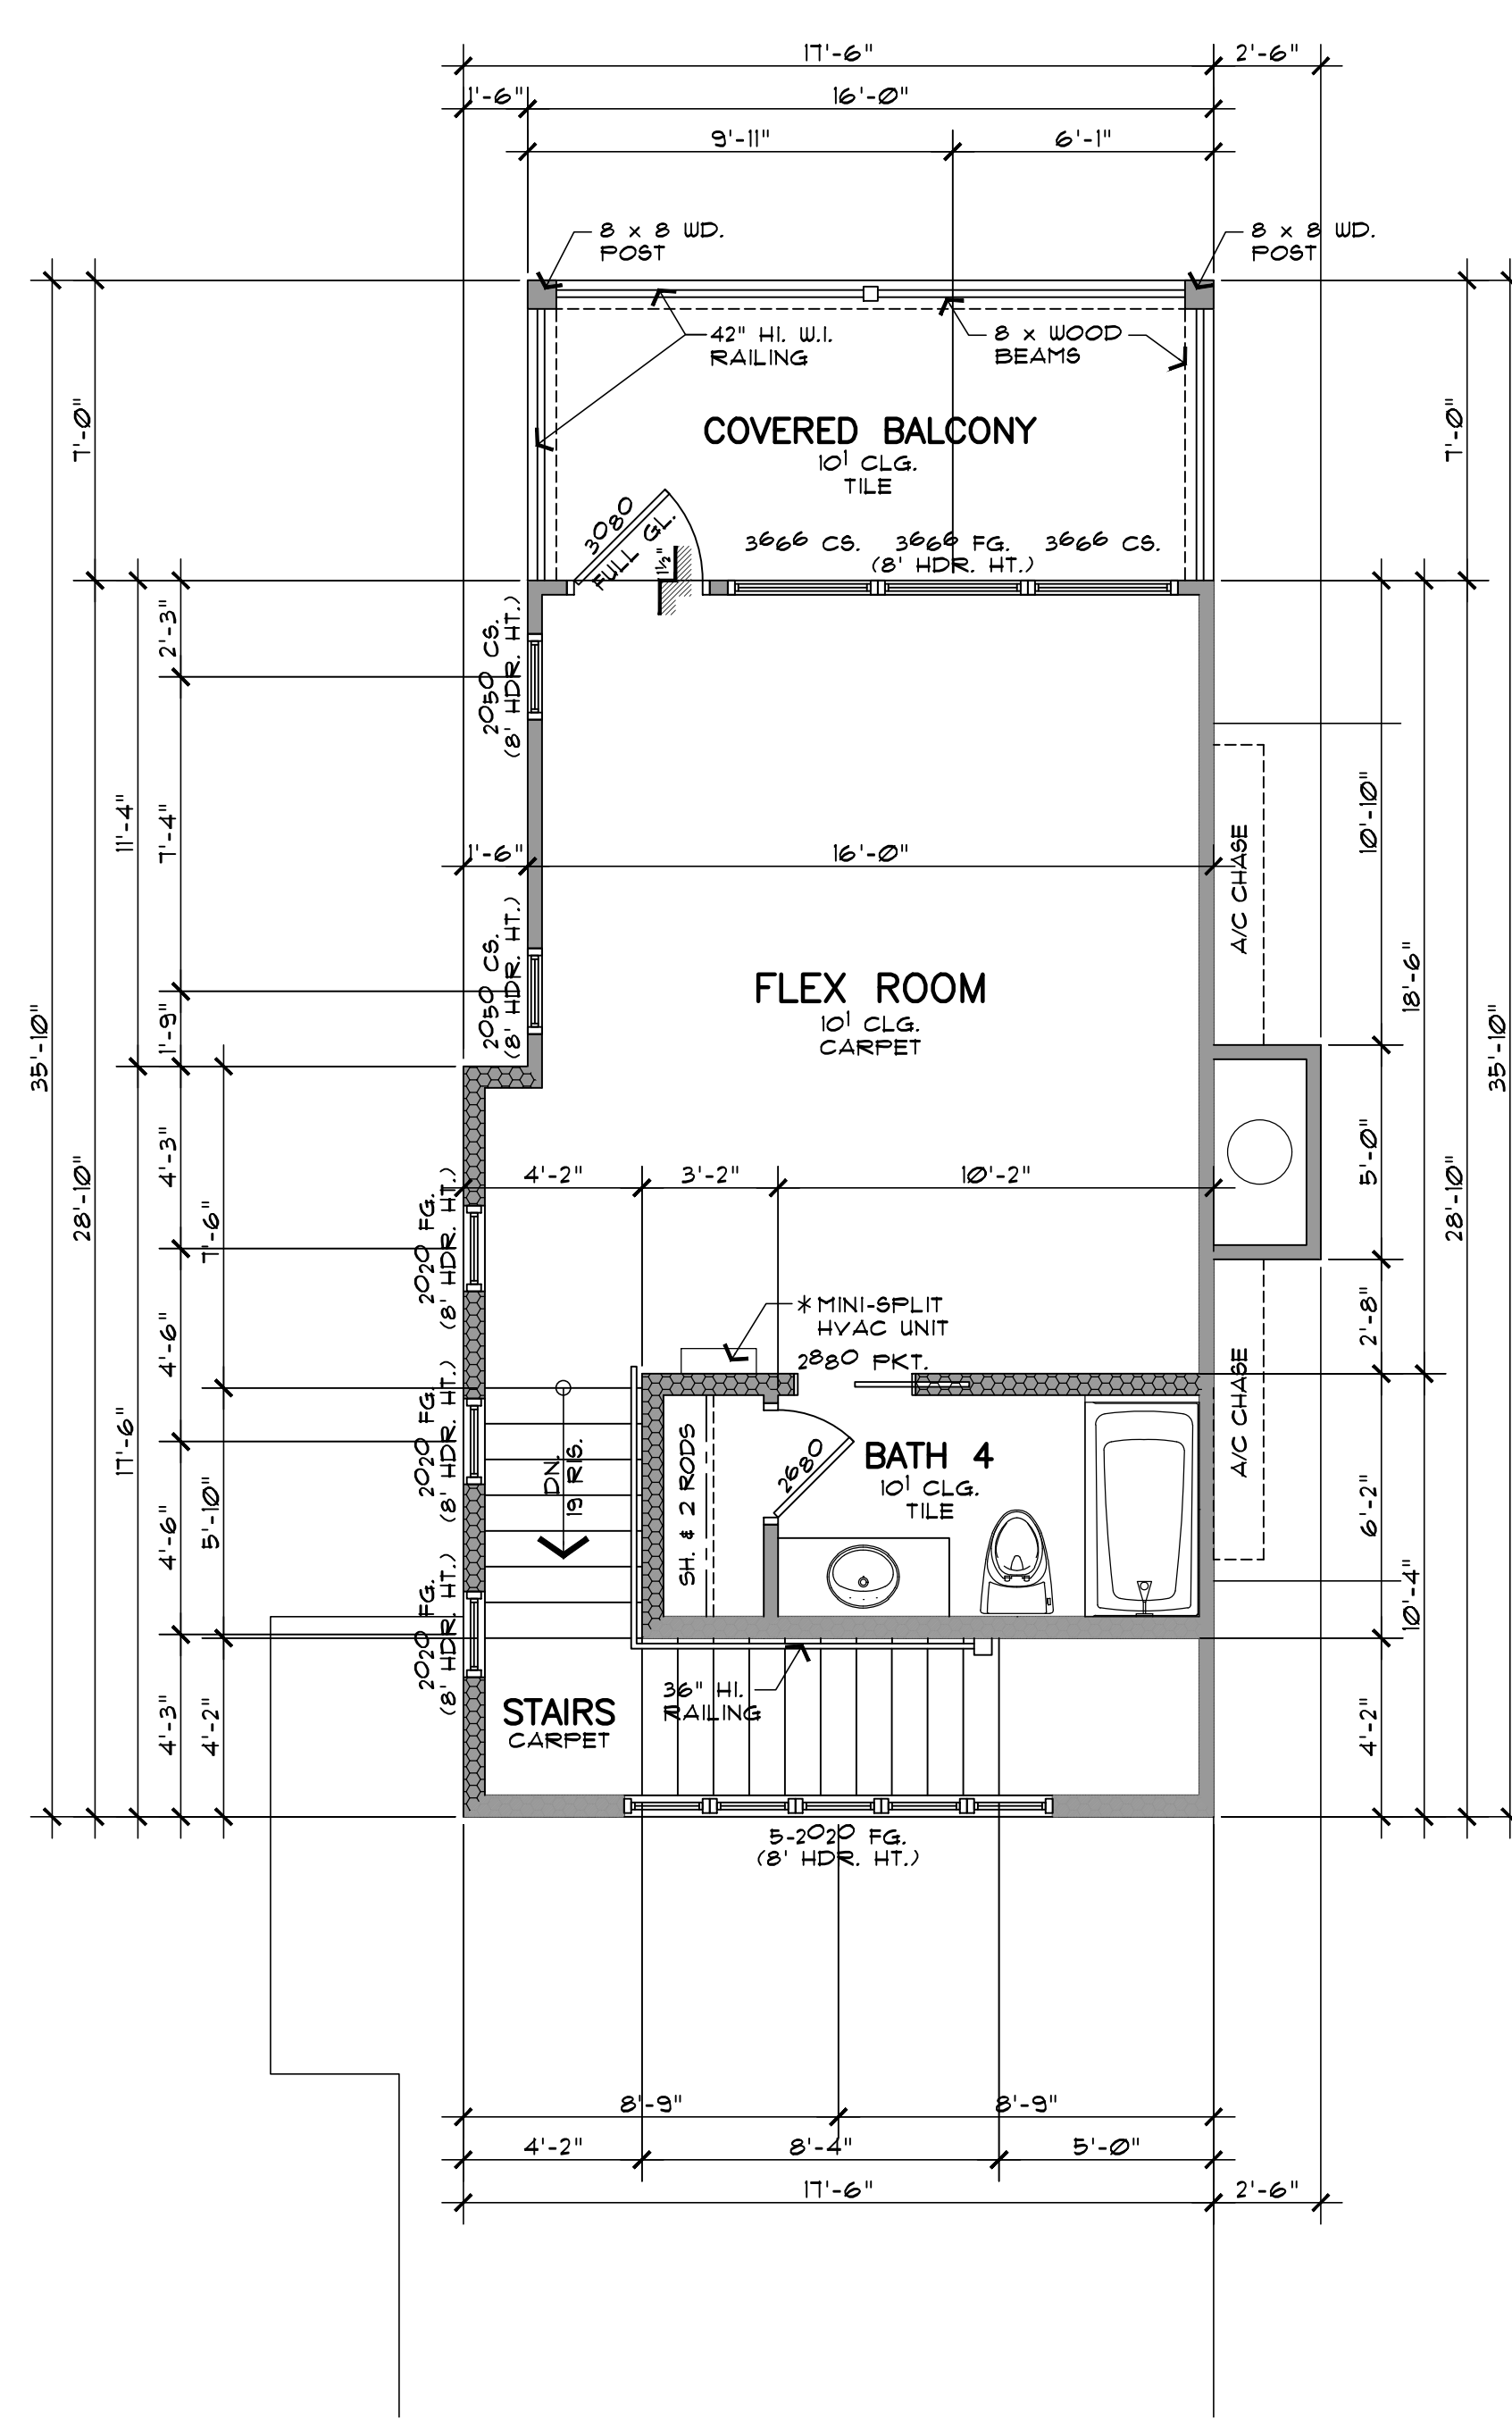 17'-6"
2'-6"
1'-6"
16'-0"
9'-11"
6'-1"
8 x 8 WD.
POST
8 x 8 WD.
POST
42" HI. W.I.
RAILING
8 x WOOD
BEAMS
7'-0"
7'-0"
COVERED BALCONY
10¹ CLG.
TILE
3080
FULL GL.
1½"
3666 CS.
3666 FG.
3666 CS.
(8' HDR. HT.)
2'-3"
2050 CS.
(8' HDR. HT.)
11'-4"
7'-4"
10'-10"
1'-6"
16'-0"
A/C CHASE
2050 CS.
(8' HDR. HT.)
18'-6"
FLEX ROOM
10¹ CLG.
CARPET
35'-10"
1'-9"
35'-10"
4'-3"
5'-0"
28'-10"
28'-10"
7'-6"
4'-2"
3'-2"
10'-2"
2020 FG.
(8' HDR. HT.)
*MINI-SPLIT
HVAC UNIT
2880 PKT.
2'-8"
4'-6"
A/C CHASE
2020 FG.
(8' HDR. HT.)
17'-6"
DN.
19 RIS.
SH. & 2 RODS
2680
BATH 4
10¹ CLG.
TILE
6'-2"
5'-10"
4'-6"
10'-4"
2020 FG.
(8' HDR. HT.)
36" HI.
RAILING
STAIRS
CARPET
4'-3"
4'-2"
4'-2"
5-2020 FG.
(8' HDR. HT.)
8'-9"
8'-9"
4'-2"
8'-4"
5'-0"
17'-6"
2'-6"